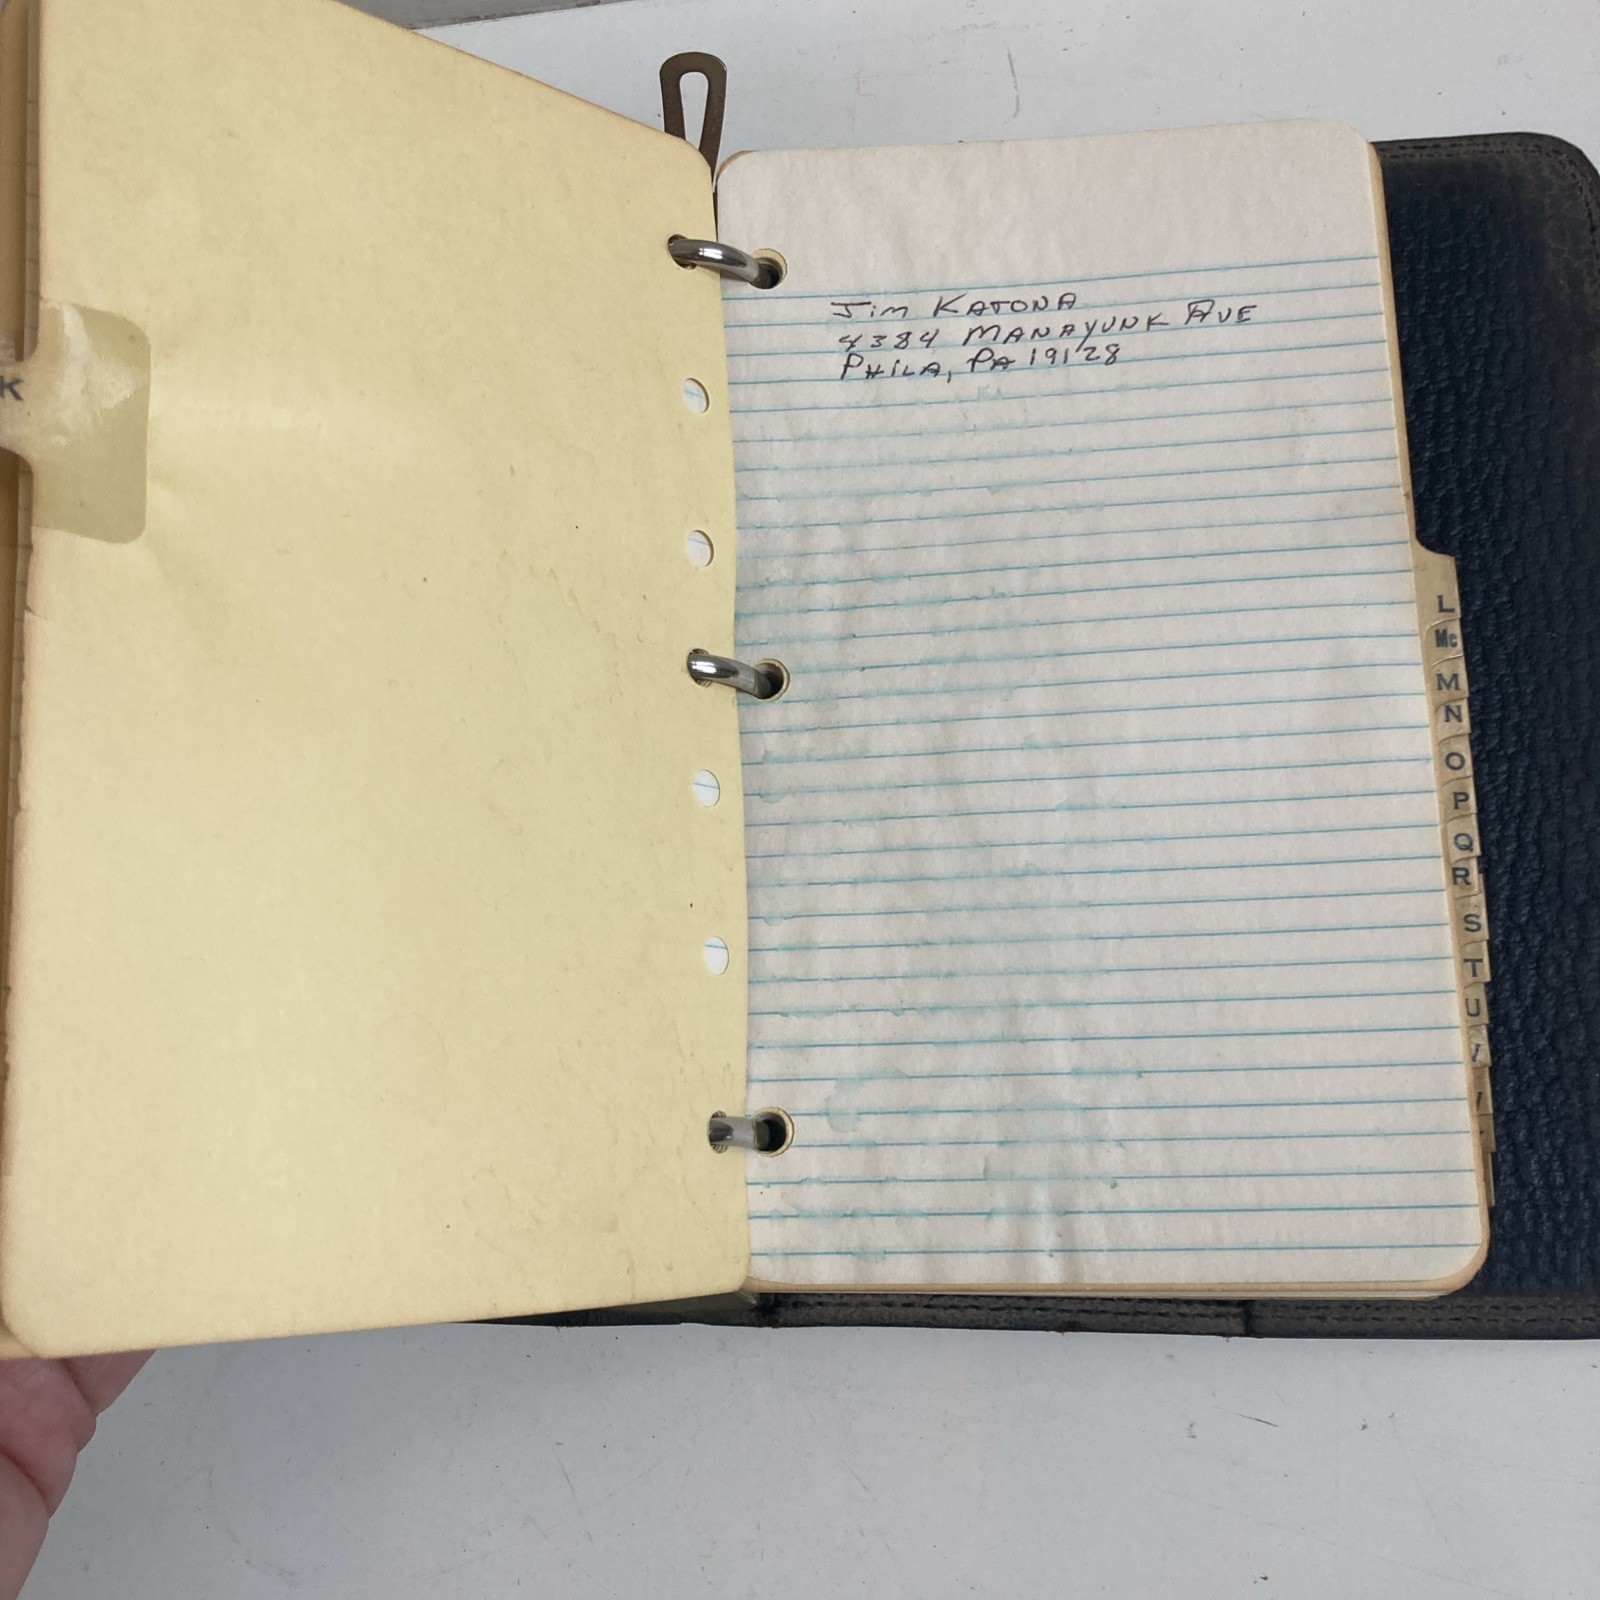 K
Jim KATONA
4384 MANAYUNK AVE
PHILA, PA 19128
L
Mc
M
N
O
P
Q
R
S
T
U